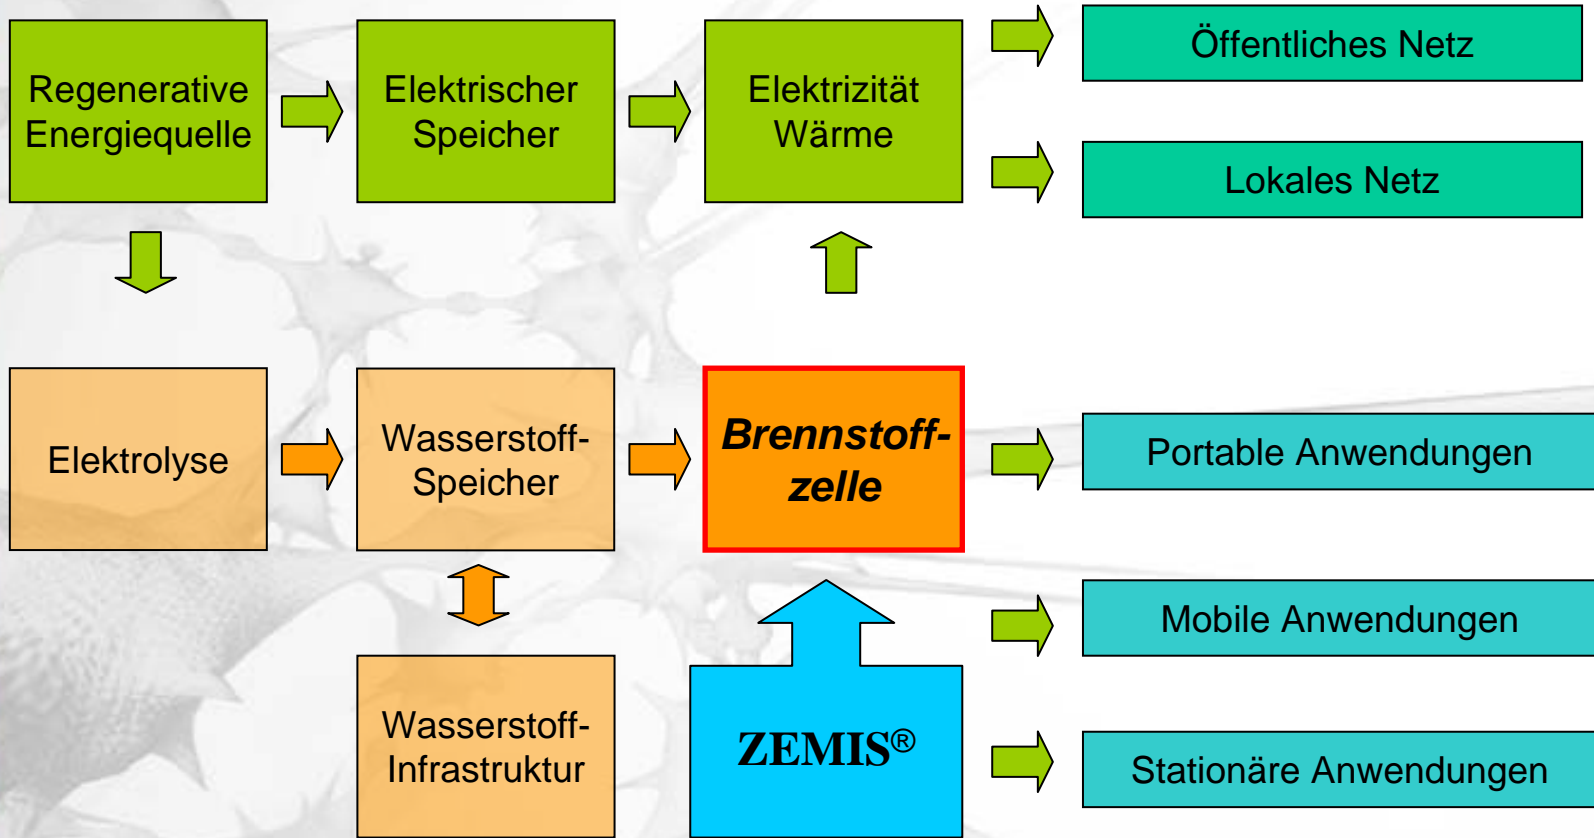 Regenerative
Energiequelle
Elektrischer
Speicher
Elektrizität
Wärme
Öffentliches Netz
Lokales Netz
Elektrolyse
Wasserstoff-
Speicher
Brennstoff-
zelle
Portable Anwendungen
Mobile Anwendungen
Wasserstoff-
Infrastruktur
ZEMIS®
Stationäre Anwendungen